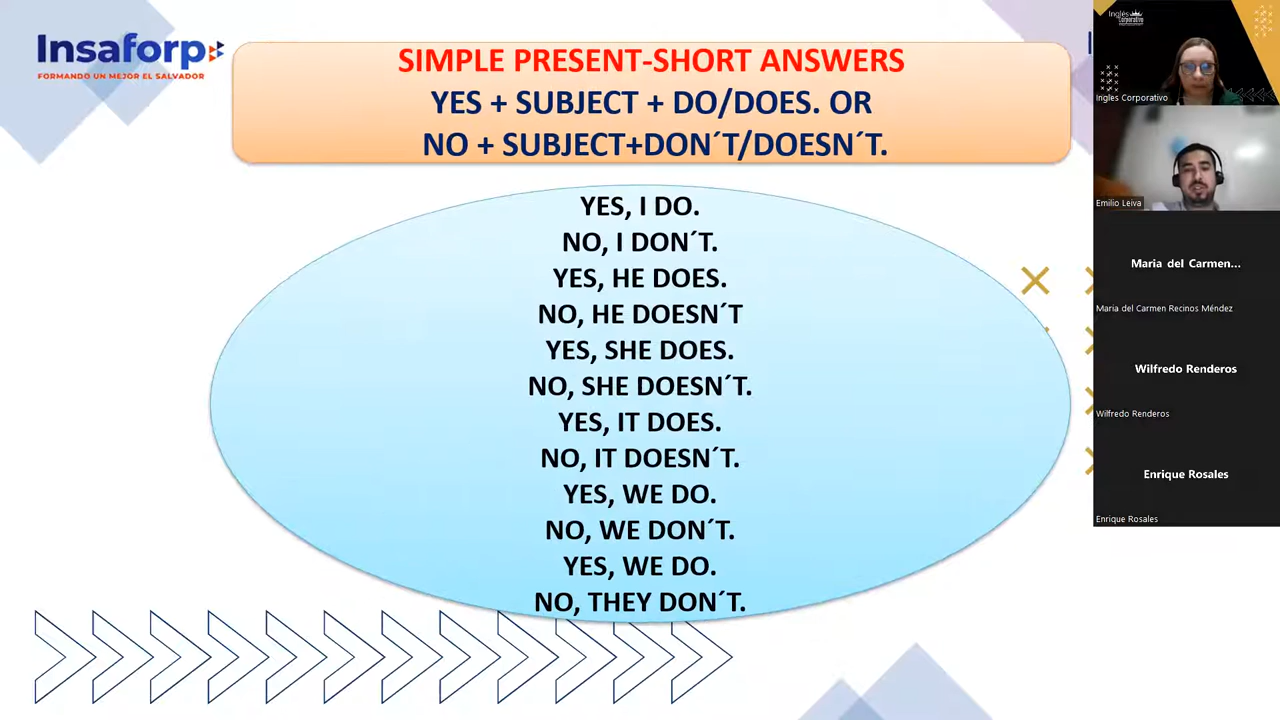 Insaforp
FORMANDO UN MEJOR EL SALVADOR
SIMPLE PRESENT-SHORT ANSWERS
YES + SUBJECT + DO/DOES. OR
NO + SUBJECT+DON´T/DOESN´T.
YES, I DO.
NO, I DON´T.
YES, HE DOES.
NO, HE DOESN´T
YES, SHE DOES.
NO, SHE DOESN´T.
YES, IT DOES.
NO, IT DOESN´T.
YES, WE DO.
NO, WE DON´T.
YES, WE DO.
NO, THEY DON´T.
Inglés
Corporativo
Ingles Corporativo
Emilio Leiva
Maria del Carmen...
Maria del Carmen Recinos Méndez
Wilfredo Renderos
Wilfredo Renderos
Enrique Rosales
Enrique Rosales